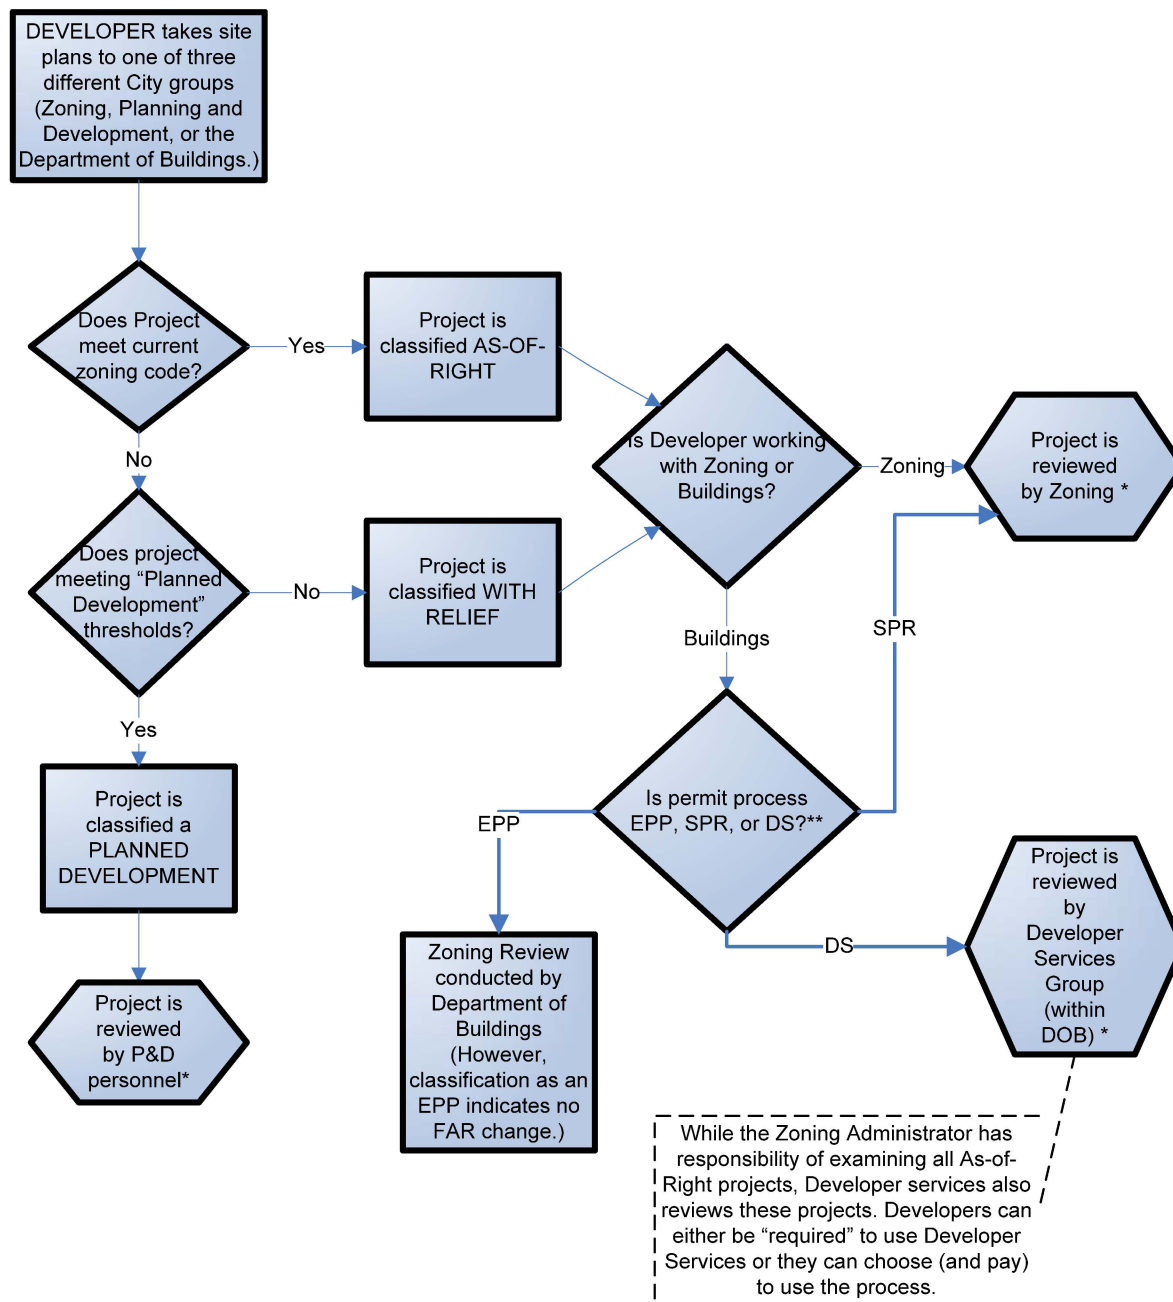 DEVELOPER takes site
plans to one of three
different City groups
(Zoning, Planning and
Development, or the
Department of Buildings.)
Does Project
meet current
zoning code?
Yes
Project is
classified AS-OF-
RIGHT
No
Is Developer working
with Zoning or
Buildings?
Zoning
Project is
reviewed
by Zoning *
Does project
meeting “Planned
Development”
thresholds?
No
Project is
classified WITH
RELIEF
Buildings
SPR
Yes
Project is
classified a
PLANNED
DEVELOPMENT
Is permit process
EPP, SPR, or DS?**
EPP
DS
Project is
reviewed
by
Developer
Services
Group
(within
DOB) *
Zoning Review
conducted by
Department of
Buildings
(However,
classification as an
EPP indicates no
FAR change.)
Project is
reviewed
by P&D
personnel*
While the Zoning Administrator has
responsibility of examining all As-of-
Right projects, Developer services also
reviews these projects. Developers can
either be “required” to use Developer
Services or they can choose (and pay)
to use the process.